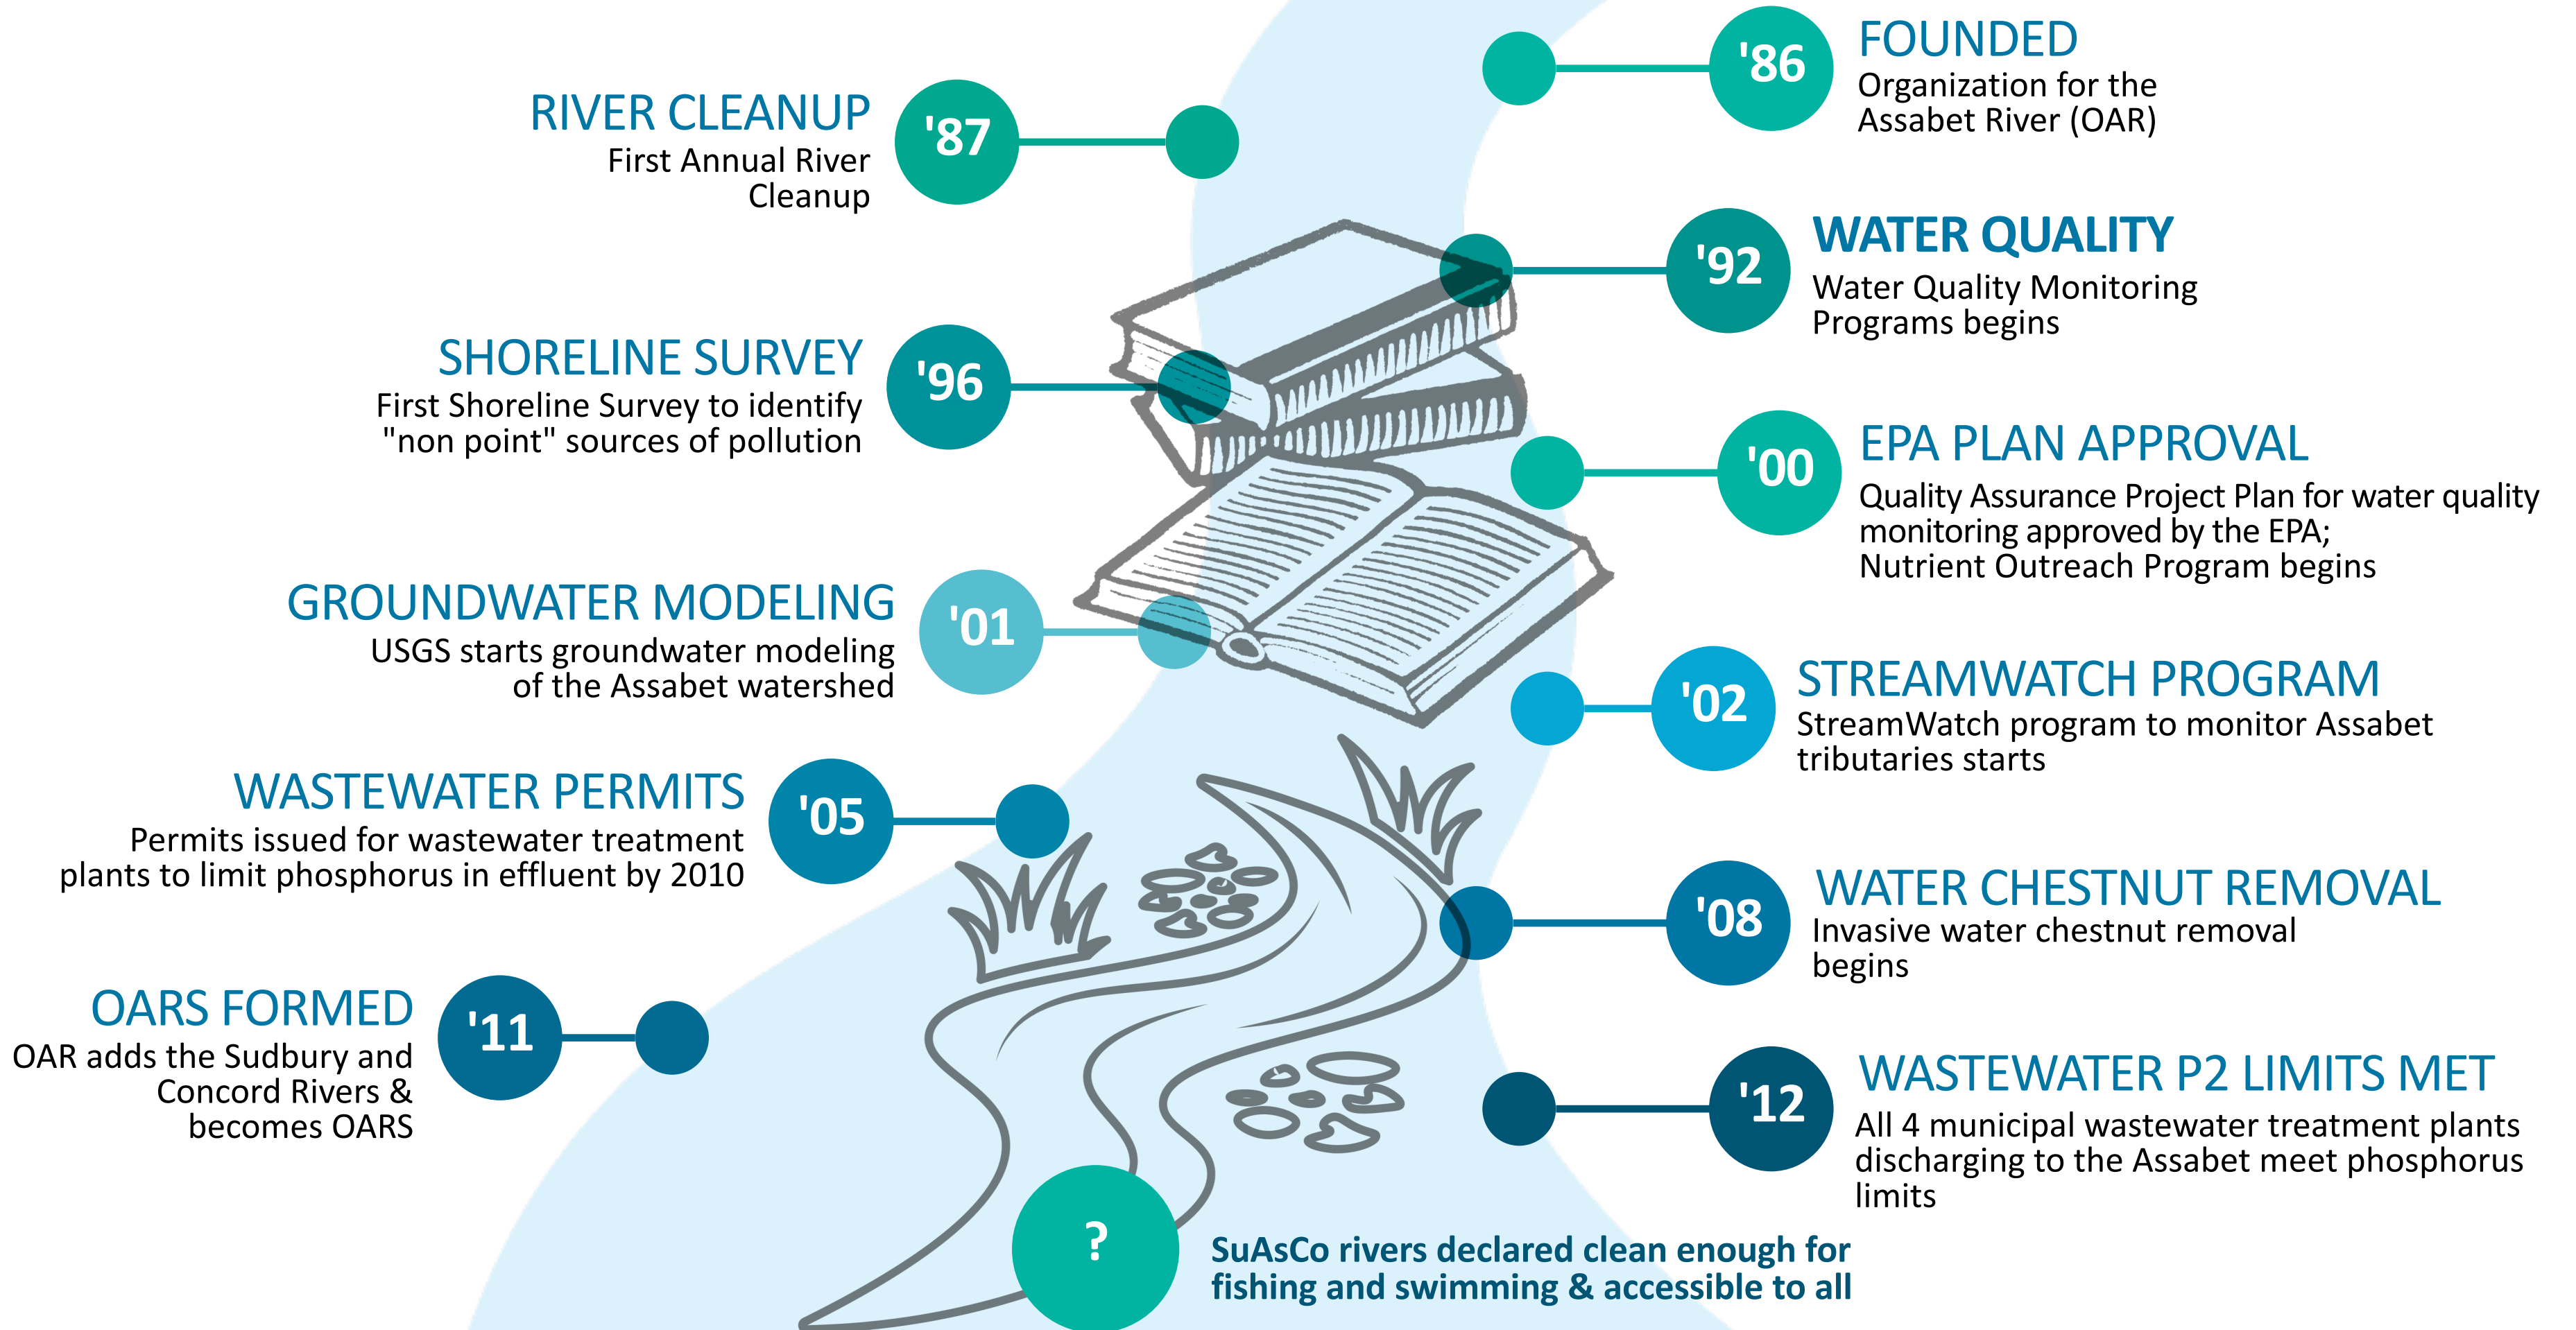 '86
FOUNDED
Organization for the
Assabet River (OAR)
RIVER CLEANUP
First Annual River
Cleanup
'87
'92
WATER QUALITY
Water Quality Monitoring
Programs begins
SHORELINE SURVEY
First Shoreline Survey to identify
"non point" sources of pollution
'96
'00
EPA PLAN APPROVAL
Quality Assurance Project Plan for water quality
monitoring approved by the EPA;
Nutrient Outreach Program begins
GROUNDWATER MODELING
USGS starts groundwater modeling
of the Assabet watershed
'01
'02
STREAMWATCH PROGRAM
StreamWatch program to monitor Assabet
tributaries starts
WASTEWATER PERMITS
Permits issued for wastewater treatment
plants to limit phosphorus in effluent by 2010
'05
'08
WATER CHESTNUT REMOVAL
Invasive water chestnut removal
begins
OARS FORMED
OAR adds the Sudbury and
Concord Rivers &
becomes OARS
'11
'12
WASTEWATER P2 LIMITS MET
All 4 municipal wastewater treatment plants
discharging to the Assabet meet phosphorus
limits
?
SuAsCo rivers declared clean enough for
fishing and swimming & accessible to all